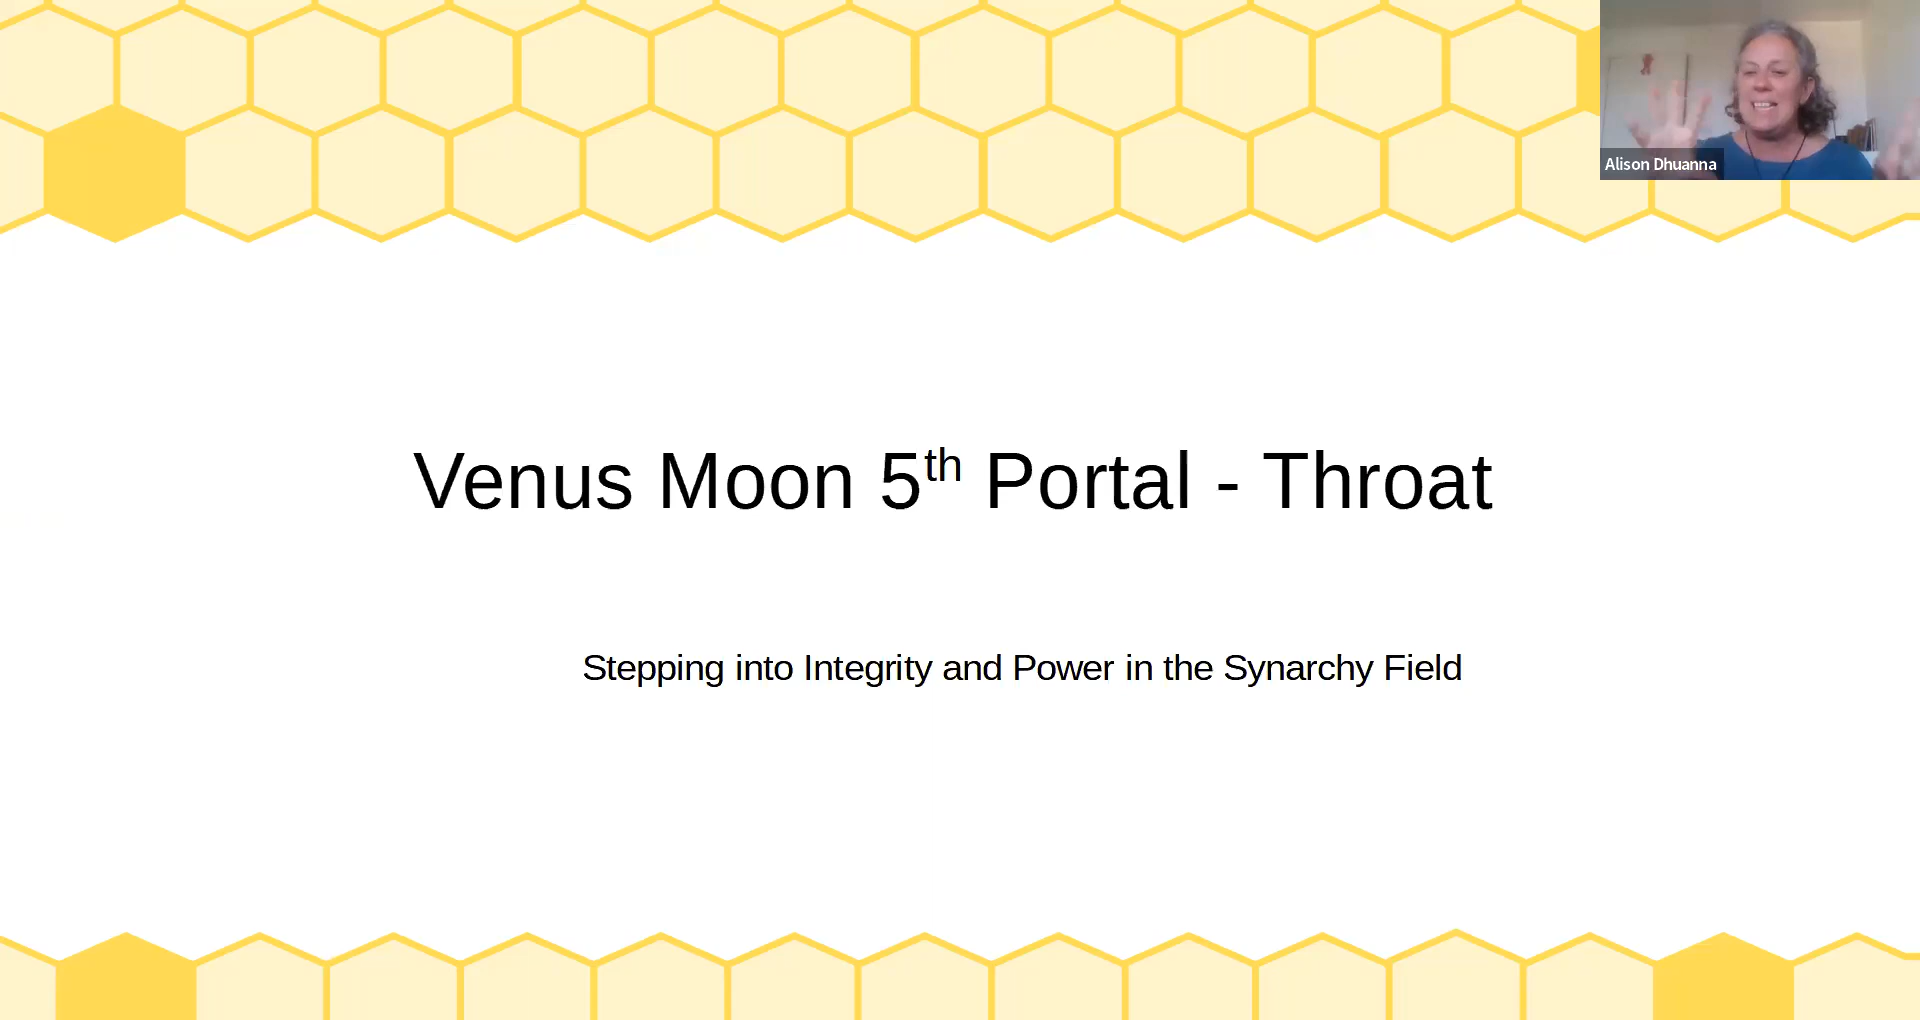 Alison Dhuanna
Venus Moon 5th Portal - Throat
Stepping into Integrity and Power in the Synarchy Field